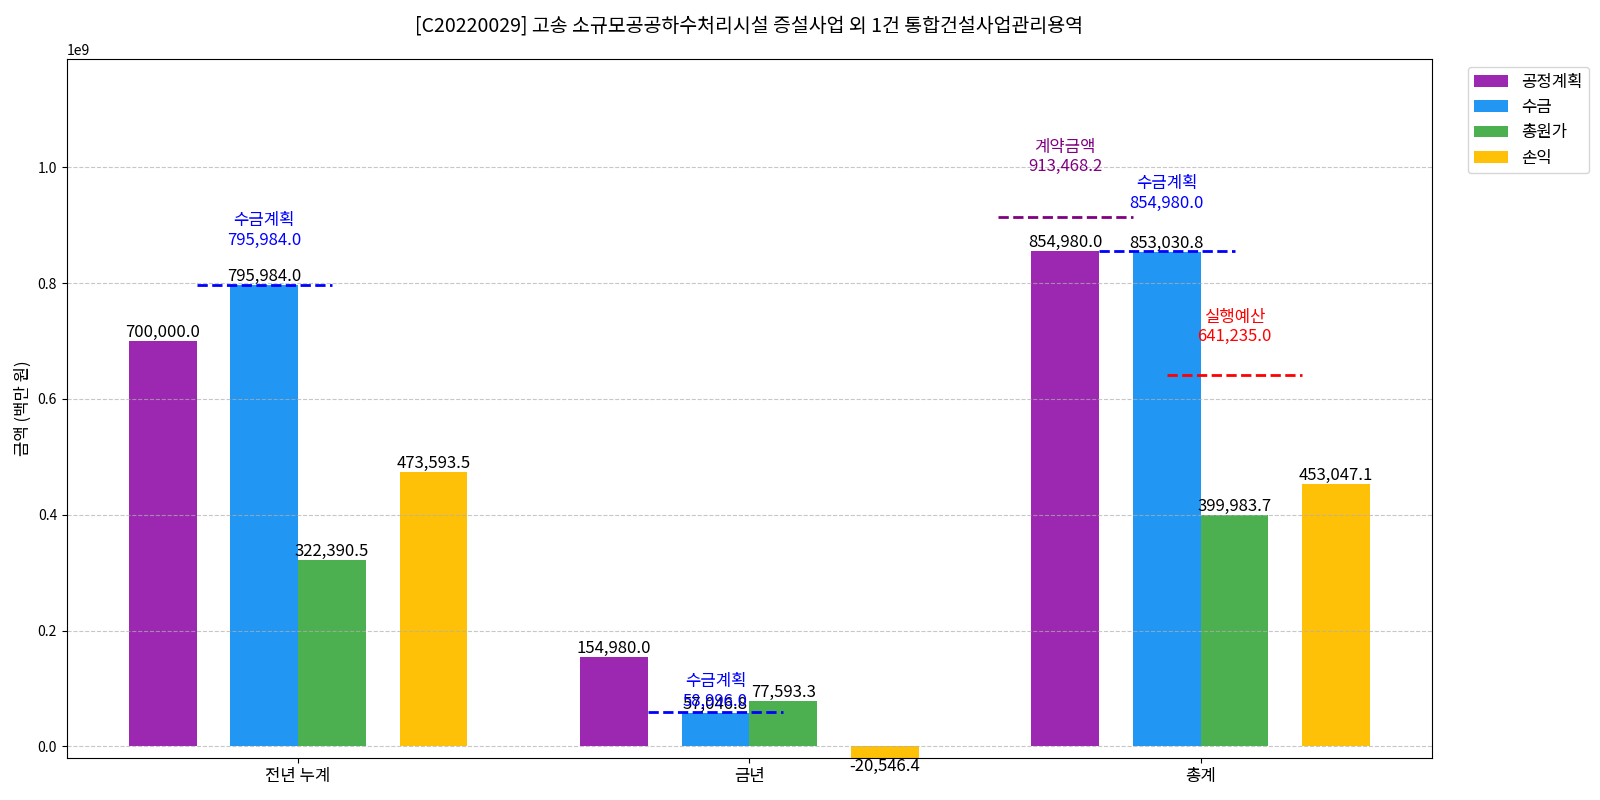 [C20220029] 고송 소규모공공하수처리시설 증설사업 외 1건 통합건설사업관리용역
1e9
공정계획
수금
총원가
손익
금액 (백만 원)
1.0
0.8
0.6
0.4
0.2
0.0
수금계획
795,984.0
795,984.0
700,000.0
322,390.5
473,593.5
154,980.0
수금계획
58,996.0
57,046.8
77,593.3
-20,546.4
계약금액
913,468.2
854,980.0
수금계획
854,980.0
853,030.8
실행예산
641,235.0
399,983.7
453,047.1
전년 누계
금년
총계